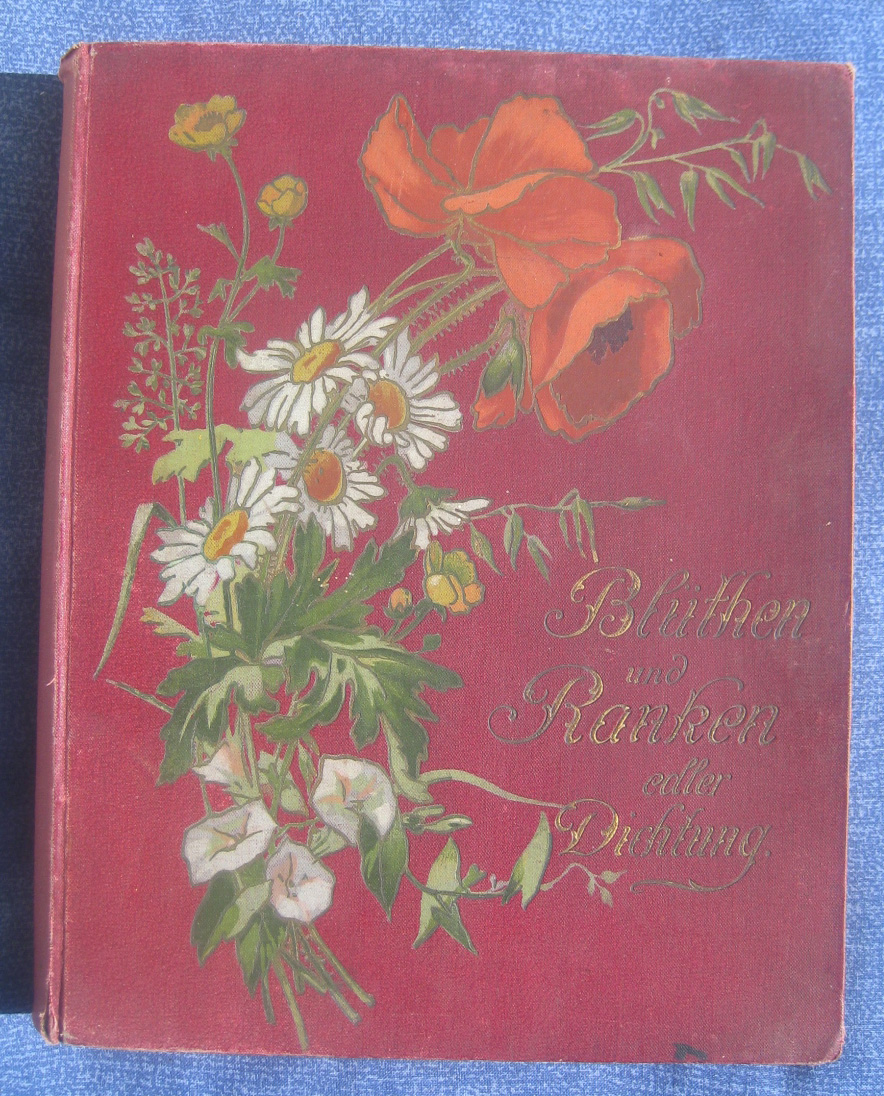 Blüthen
und
Ranken
edler
Dichtung.